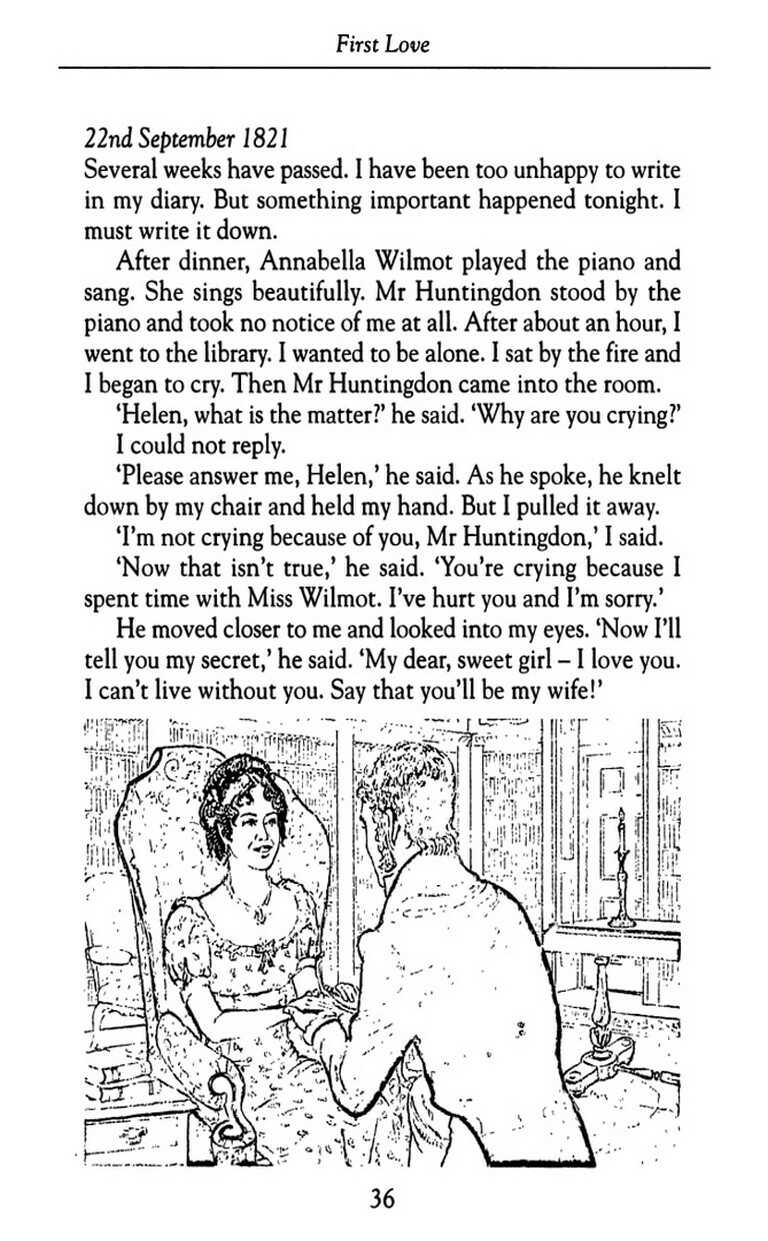 First Love
22nd September 1821
Several weeks have passed. I have been too unhappy to write
in my diary. But something important happened tonight. I
must write it down.
After dinner, Annabella Wilmot played the piano and
sang. She sings beautifully. Mr Huntingdon stood by the
piano and took no notice of me at all. After about an hour, I
went to the library. I wanted to be alone. I sat by the fire and
I began to cry. Then Mr Huntingdon came into the room.
‘Helen, what is the matter?’ he said. ‘Why are you crying?’
I could not reply.
‘Please answer me, Helen,’ he said. As he spoke, he knelt
down by my chair and held my hand. But I pulled it away.
‘I’m not crying because of you, Mr Huntingdon,’ I said.
‘Now that isn’t true,’ he said. ‘You’re crying because I
spent time with Miss Wilmot. I’ve hurt you and I’m sorry.’
He moved closer to me and looked into my eyes. ‘Now I’ll
tell you my secret,’ he said. ‘My dear, sweet girl – I love you.
I can’t live without you. Say that you’ll be my wife!’
36